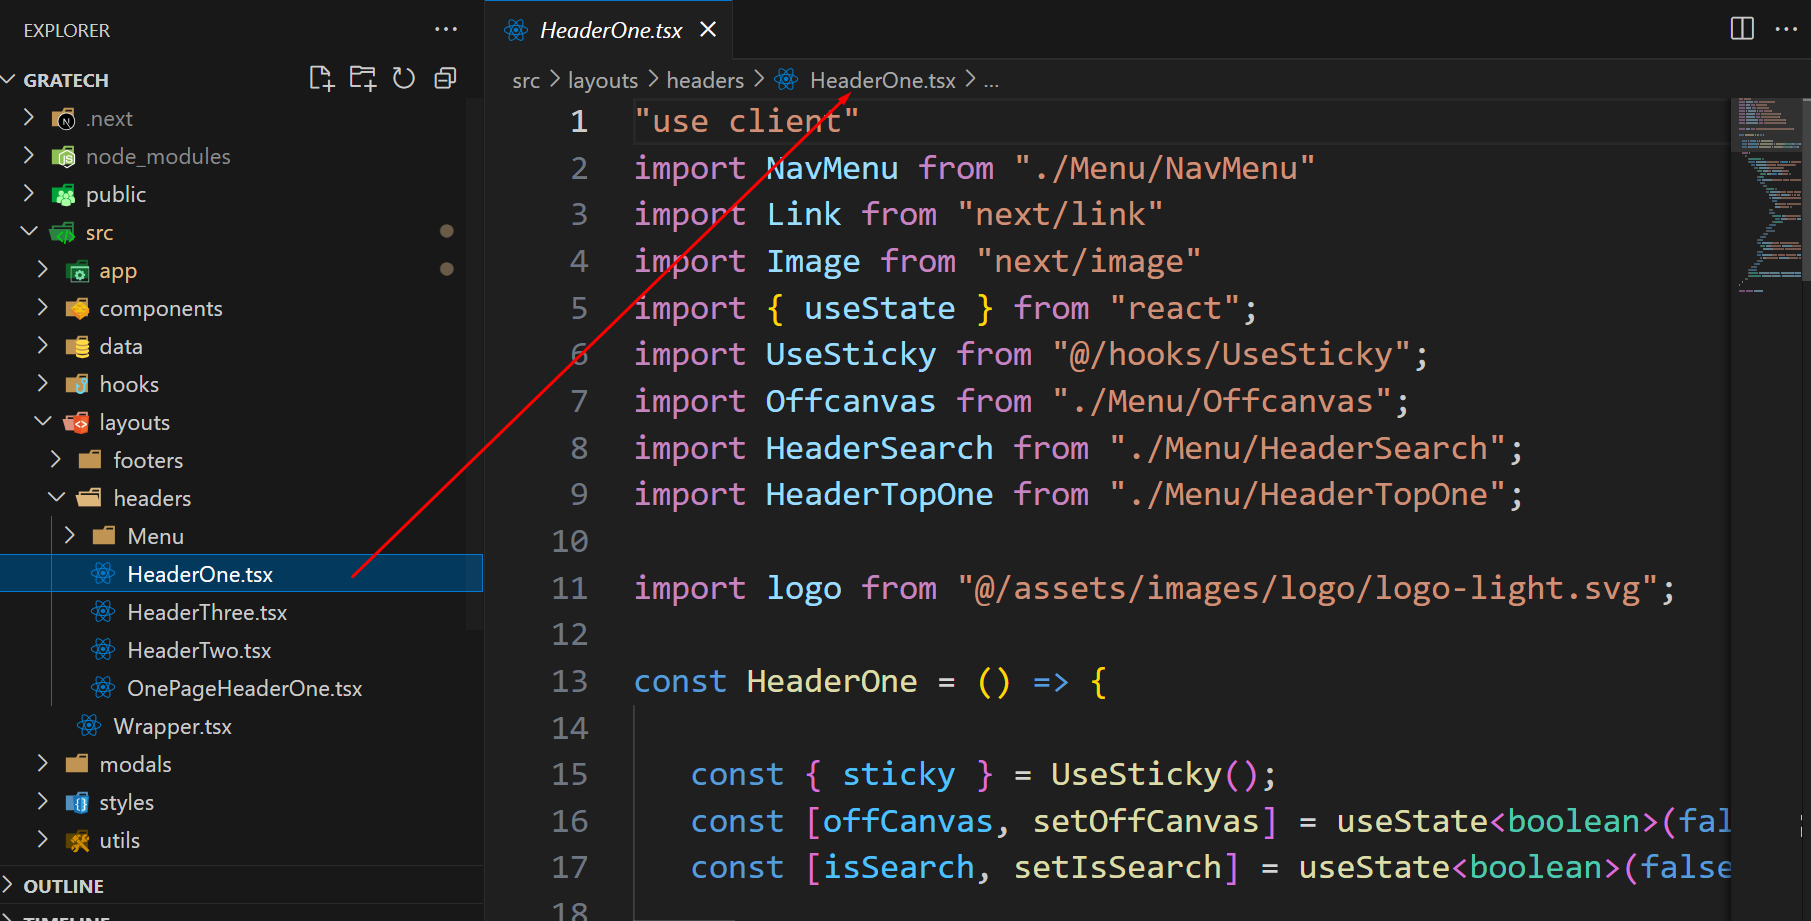 EXPLORER
GRATECH
.next
node_modules
public
src
app
components
data
hooks
layouts
footers
headers
Menu
HeaderOne.tsx
HeaderThree.tsx
HeaderTwo.tsx
OnePageHeaderOne.tsx
Wrapper.tsx
modals
styles
utils
OUTLINE
TIMELINE
HeaderOne.tsx
src > layouts > headers > HeaderOne.tsx > ...
1 "use client"
2 import NavMenu from "./Menu/NavMenu"
3 import Link from "next/link"
4 import Image from "next/image"
5 import { useState } from "react";
6 import UseSticky from "@/hooks/UseSticky";
7 import Offcanvas from "./Menu/Offcanvas";
8 import HeaderSearch from "./Menu/HeaderSearch";
9 import HeaderTopOne from "./Menu/HeaderTopOne";
10
11 import logo from "@/assets/images/logo/logo-light.svg";
12
13 const HeaderOne = () => {
14
15 const { sticky } = UseSticky();
16 const [offCanvas, setOffCanvas] = useState<boolean>(fal
17 const [isSearch, setIsSearch] = useState<boolean>(false
18